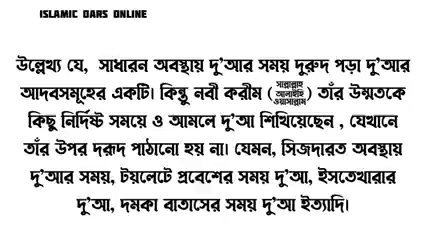 ISLAMIC DARS ONLINE
উল্লেখ্য যে, সাধারন অবস্থায় দু'আর সময় দুরুদ পড়া দু'আর
আদবসমূহের একটি। কিন্তু নবী করীম (সাল্লাল্লাহু আলাইহি ওয়াসাল্লাম) তাঁর উম্মতকে
কিছু নির্দিষ্ট সময়ে ও আমলে দু'আ শিখিয়েছেন , যেখানে
তাঁর উপর দরূদ পাঠানো হয় না। যেমন, সিজদারত অবস্থায়
দু'আর সময়, টয়লেটে প্রবেশের সময় দু'আ, ইসতেখারার
দু'আ, দমকা বাতাসের সময় দু'আ ইত্যাদি।